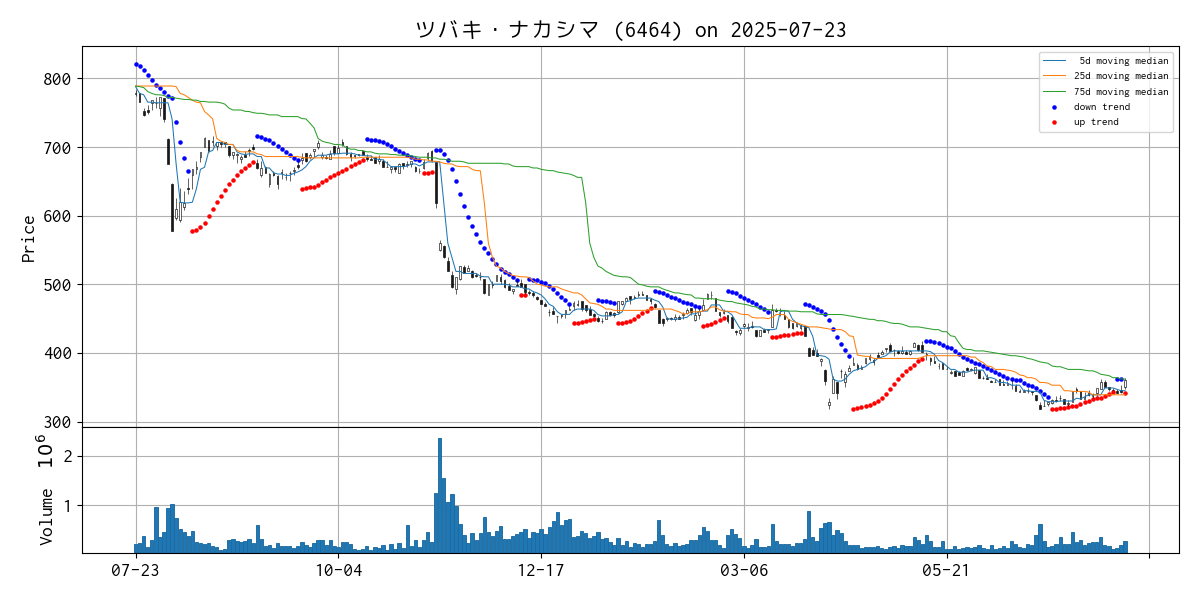 ツバキ・ナカシマ (6464) on 2025-07-23
5d moving median
25d moving median
75d moving median
down trend
up trend
800
700
600
500
400
300
Price
2
1
Volume 10^6
07-23
10-04
12-17
03-06
05-21